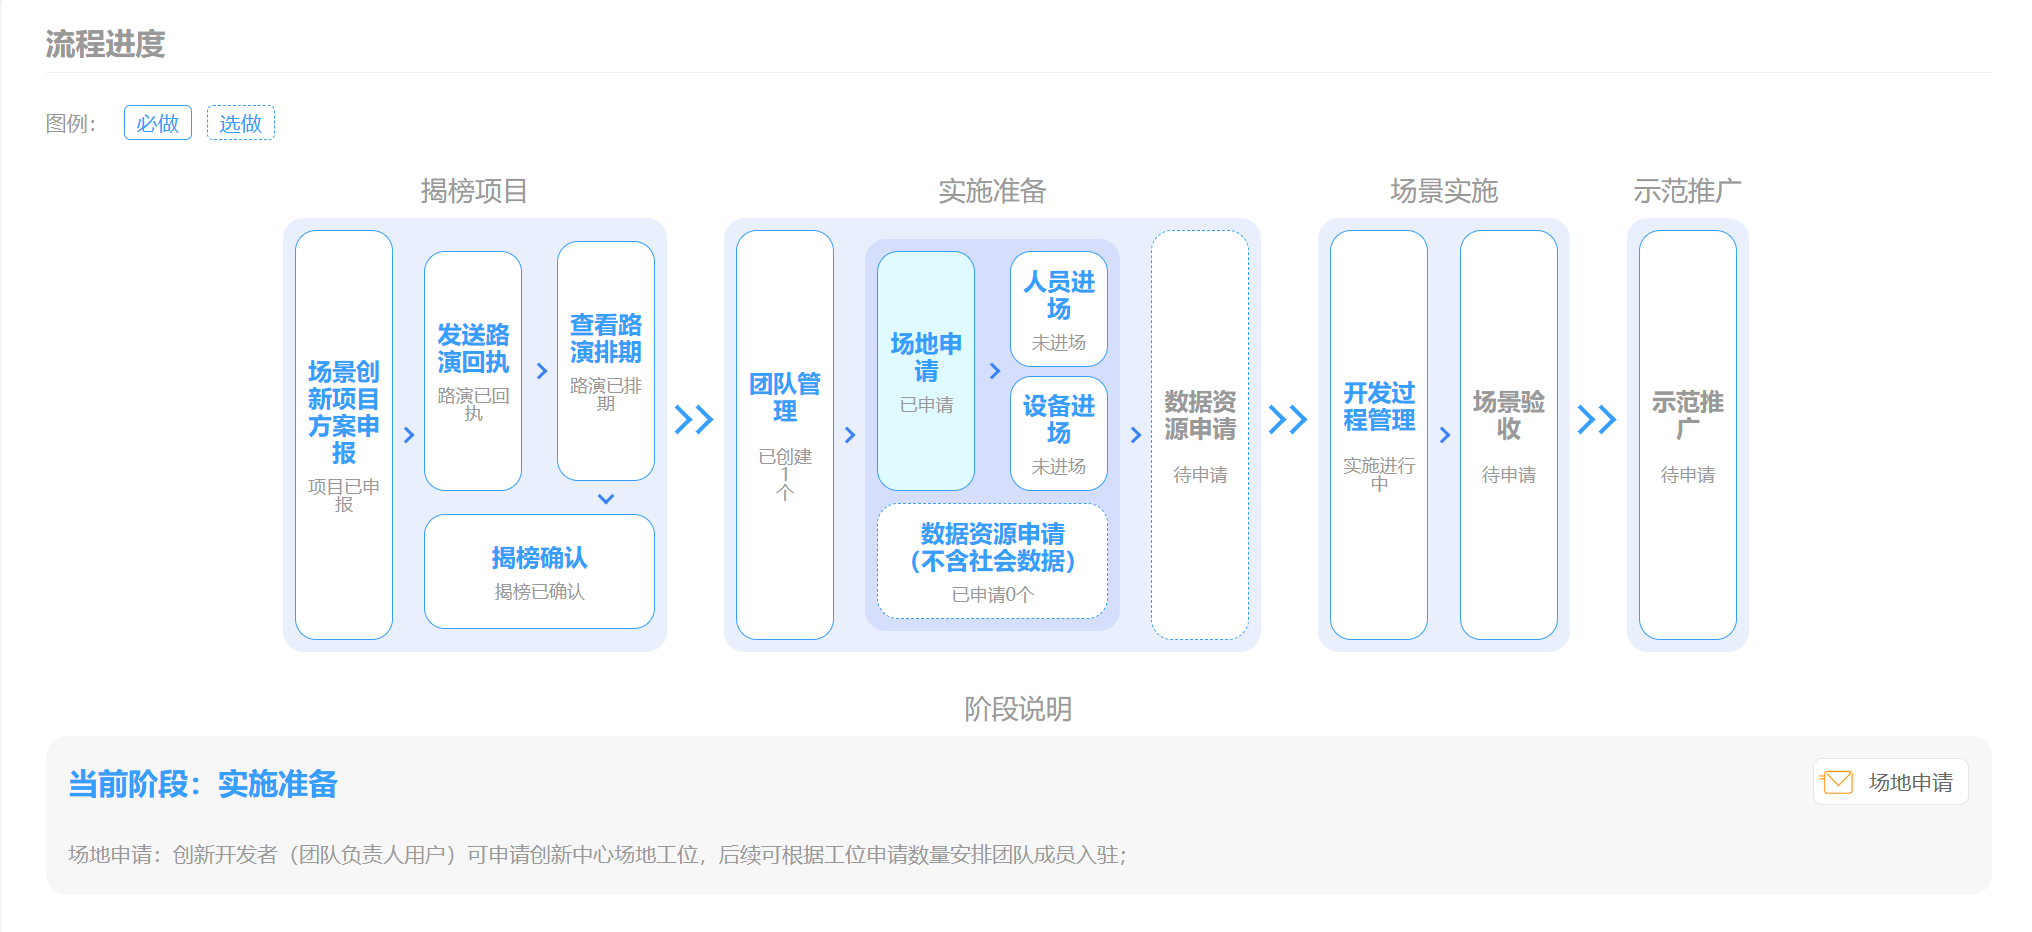 流程进度
图例：
必做
选做
揭榜项目
场景创
新项目
方案申
报
项目已申
报
发送路
演回执
路演已回
执
查看路
演排期
路演已排
期
揭榜确认
揭榜已确认
实施准备
团队管
理
已创建
1
个
场地申
请
已申请
人员进
场
未进场
设备进
场
未进场
数据资源申请
（不含社会数据）
已申请0个
数据资
源申请
待申请
场景实施
开发过
程管理
实施进行
中
场景验
收
待申请
示范推广
示范推
广
待申请
阶段说明
当前阶段：实施准备
场地申请
场地申请：创新开发者（团队负责人用户）可申请创新中心场地工位，后续可根据工位申请数量安排团队成员入驻；